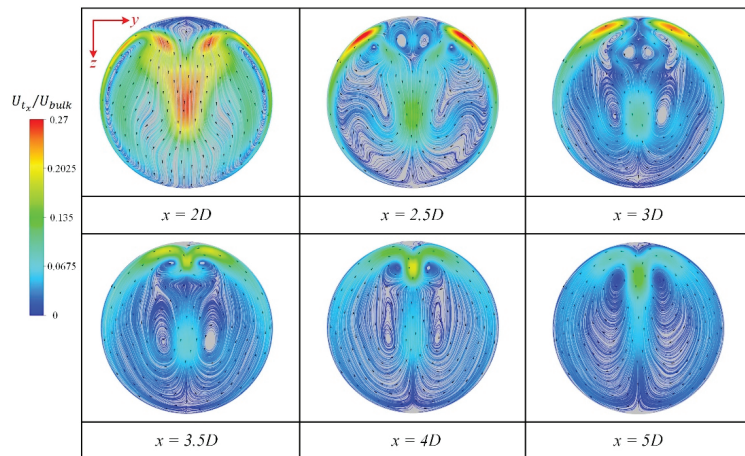 y
z
U_{t_x}/U_{bulk}
0.27
0.2025
0.135
0.0675
0
x = 2D
x = 2.5D
x = 3D
x = 3.5D
x = 4D
x = 5D